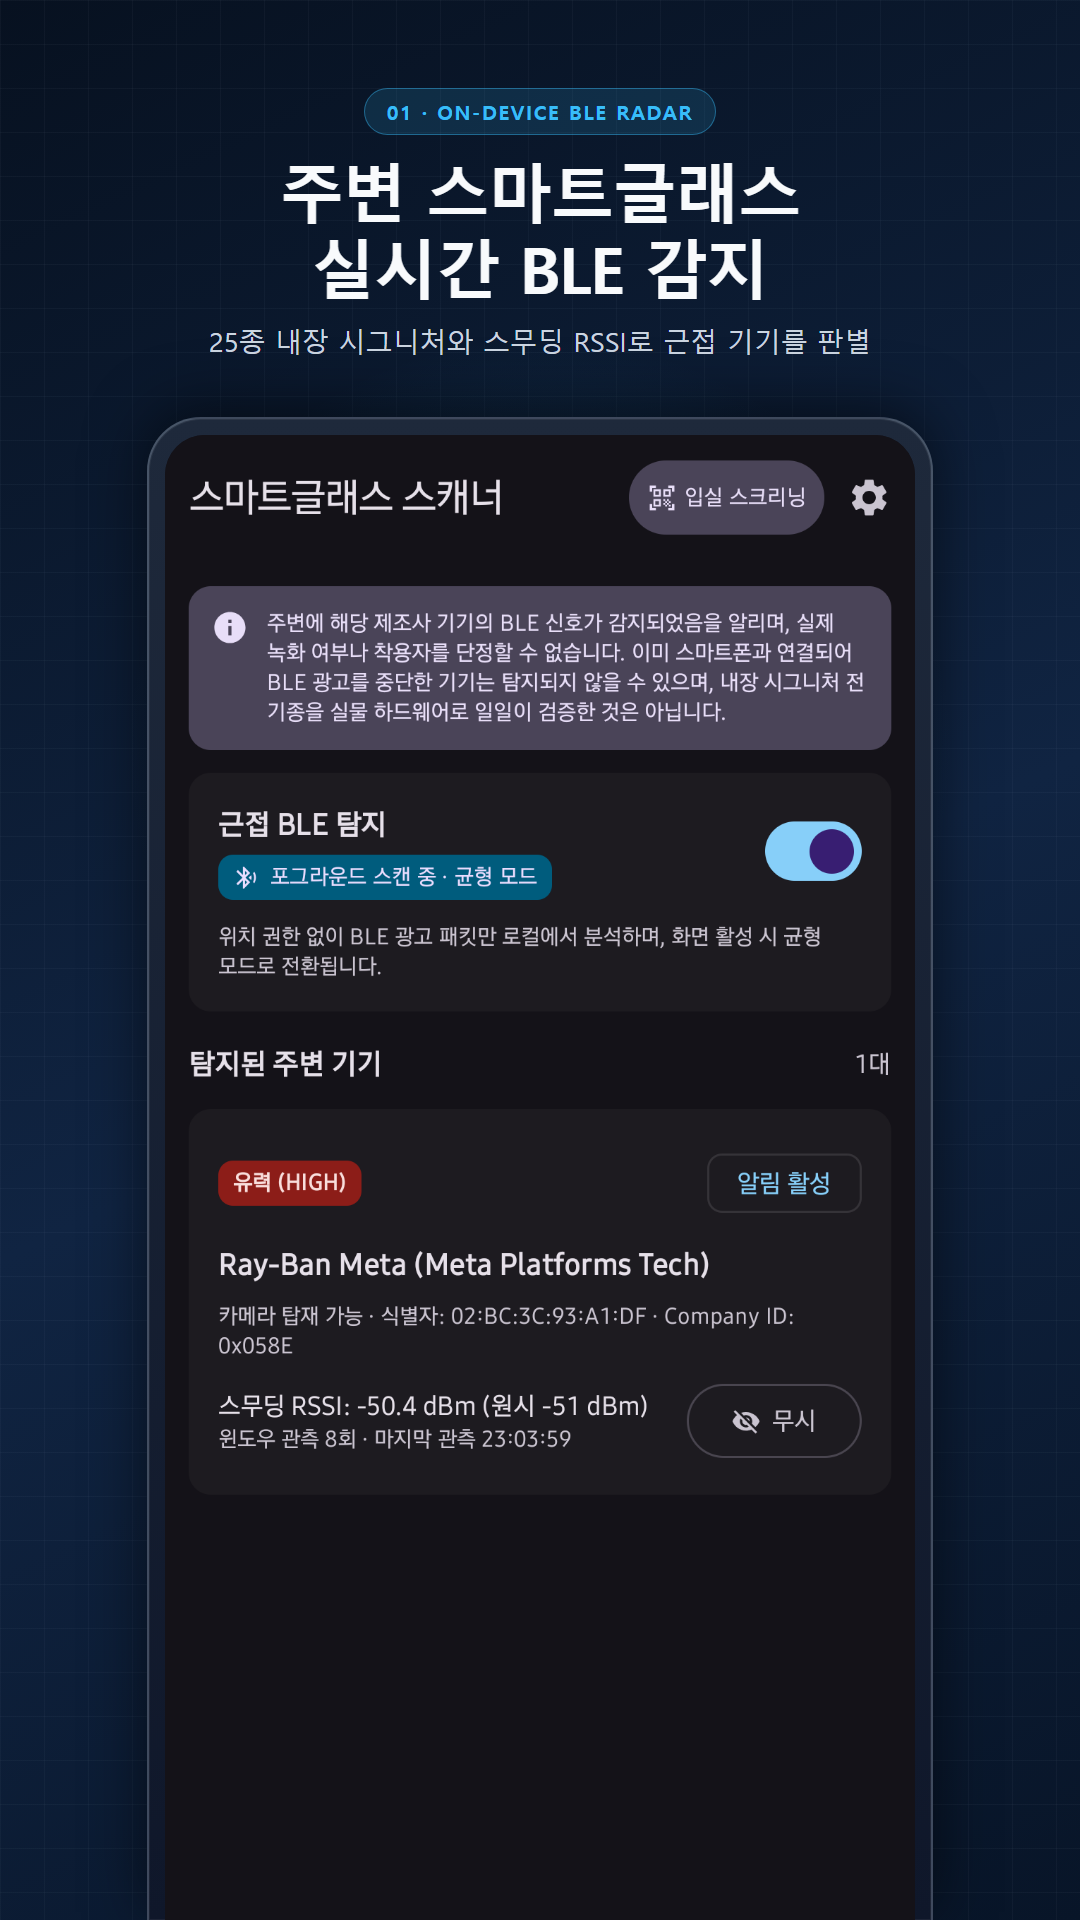 01 · ON-DEVICE BLE RADAR
주변 스마트글래스
실시간 BLE 감지
25종 내장 시그니처와 스무딩 RSSI로 근접 기기를 판별
스마트글래스 스캐너
입실 스크리닝
주변에 해당 제조사 기기의 BLE 신호가 감지되었음을 알리며, 실제
녹화 여부나 착용자를 단정할 수 없습니다. 이미 스마트폰과 연결되어
BLE 광고를 중단한 기기는 탐지되지 않을 수 있으며, 내장 시그니처 전
기종을 실물 하드웨어로 일일이 검증한 것은 아닙니다.
근접 BLE 탐지
포그라운드 스캔 중 · 균형 모드
위치 권한 없이 BLE 광고 패킷만 로컬에서 분석하며, 화면 활성 시 균형
모드로 전환됩니다.
탐지된 주변 기기
1대
유력 (HIGH)
알림 활성
Ray-Ban Meta (Meta Platforms Tech)
카메라 탑재 가능 · 식별자: 02:BC:3C:93:A1:DF · Company ID:
0x058E
스무딩 RSSI: -50.4 dBm (원시 -51 dBm)
윈도우 관측 8회 · 마지막 관측 23:03:59
무시